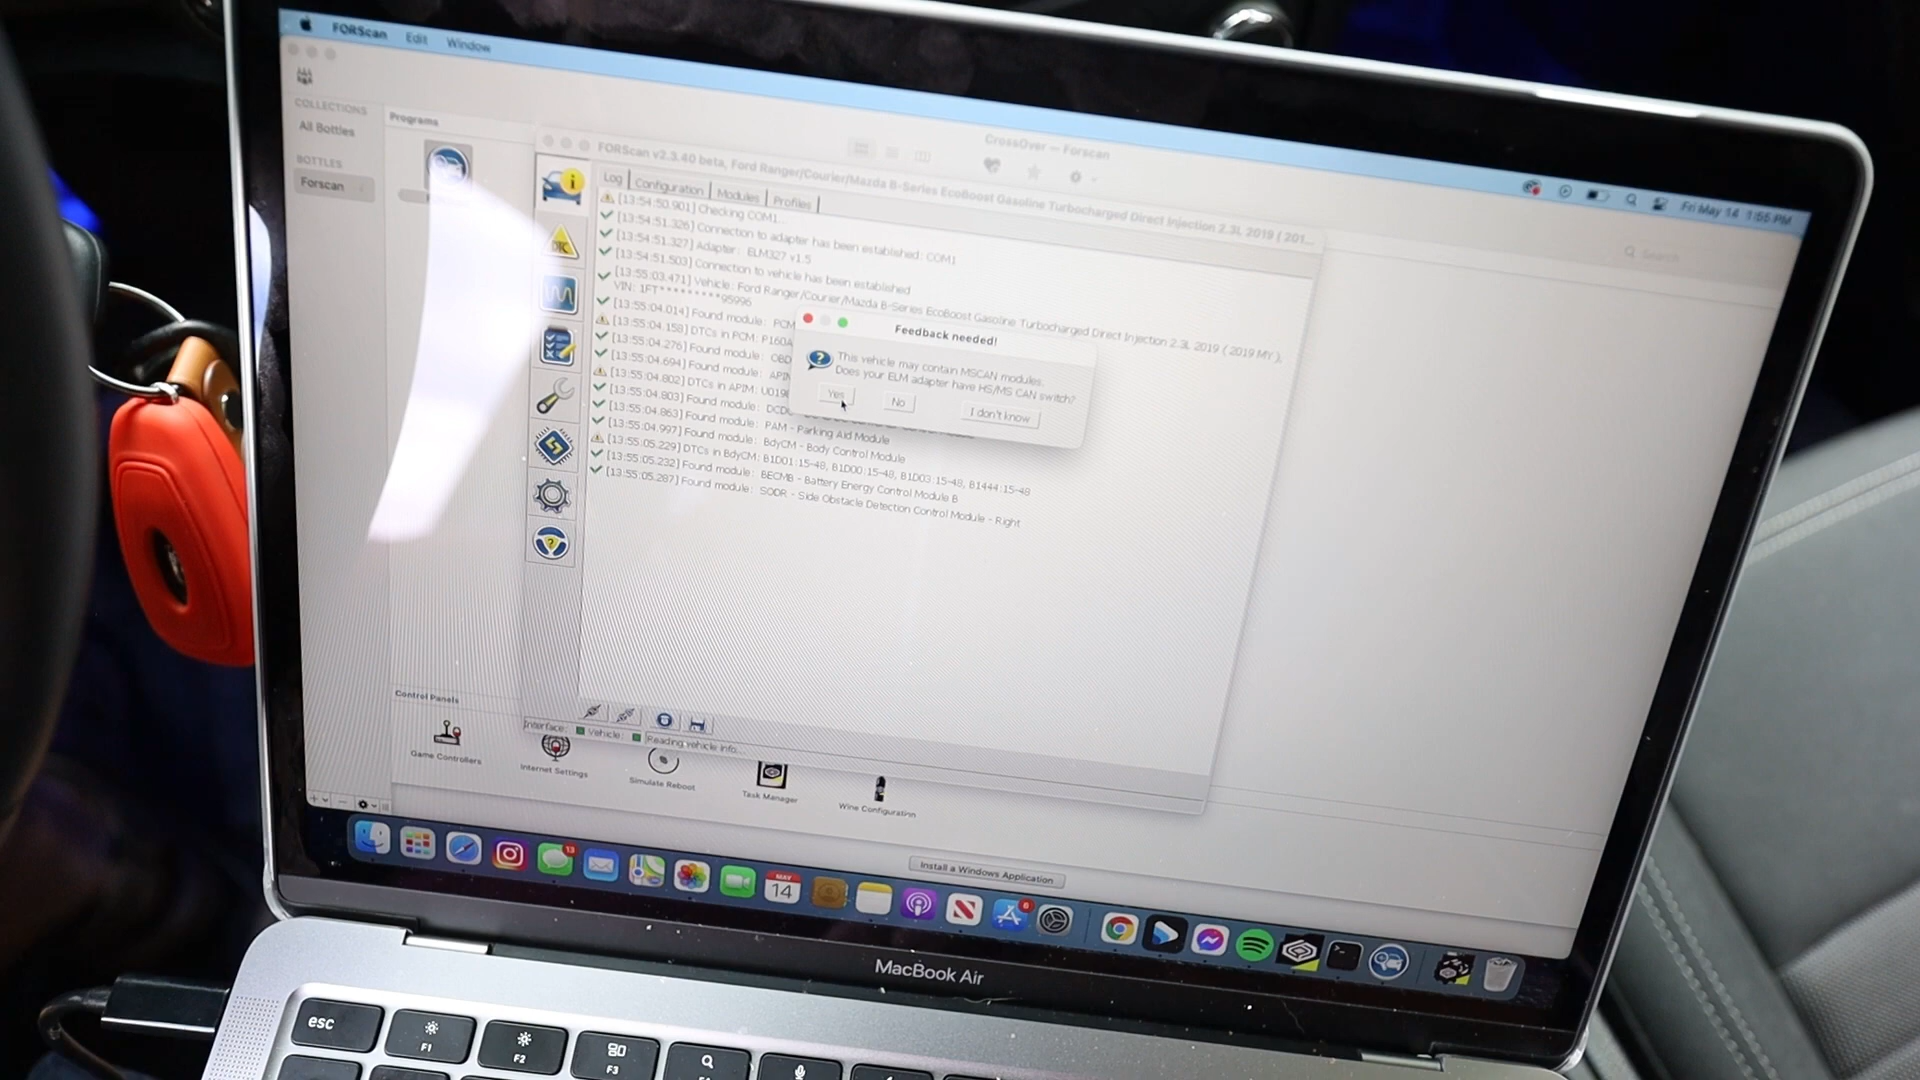 FORScan Edit Window
Fri May 14 1:55 PM
CrossOver — Forscan
Search
COLLECTIONS
All Bottles
BOTTLES
Forscan
Programs
FORScan v2.3.40 beta, Ford Ranger/Courier/Mazda B-Series EcoBoost Gasoline Turbocharged Direct Injection 2.3L 2019 ( 201...
Log Configuration Modules Profiles
[13:54:50.901] Checking COM1...
[13:54:51.326] Connection to adapter has been established: COM1
[13:54:51.327] Adapter: ELM327 v1.5
[13:54:51.503] Connection to vehicle has been established
[13:55:03.471] Vehicle: Ford Ranger/Courier/Mazda B-Series EcoBoost Gasoline Turbocharged Direct Injection 2.3L 2019 ( 2019 MY ),
VIN: 1FT*********95996
[13:55:04.014] Found module: PCM
[13:55:04.158] DTCs in PCM: P160A
[13:55:04.276] Found module: OBD
[13:55:04.694] Found module: APIM
[13:55:04.802] DTCs in APIM: U019
[13:55:04.803] Found module: DCDC
[13:55:04.863] Found module: PAM - Parking Aid Module
[13:55:04.997] Found module: BdyCM - Body Control Module
[13:55:05.229] DTCs in BdyCM: B1D01:15-48, B1D00:15-48, B1D03:15-48, B1444:15-48
[13:55:05.232] Found module: BECMB - Battery Energy Control Module B
[13:55:05.287] Found module: SODR - Side Obstacle Detection Control Module - Right
Feedback needed!
This vehicle may contain MSCAN modules.
Does your ELM adapter have HS/MS CAN switch?
Yes No I don't know
DTC
Interface: Vehicle: Reading vehicle info...
Control Panels
Game Controllers
Internet Settings
Simulate Reboot
Task Manager
Wine Configuration
Install a Windows Application
13
MAY
14
6
MacBook Air
esc
F1
F2
F3